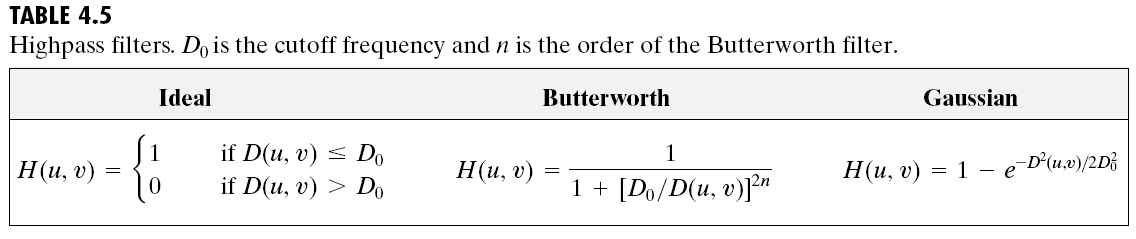 TABLE 4.5
Highpass filters. D₀ is the cutoff frequency and n is the order of the Butterworth filter.
Ideal Butterworth Gaussian
H(u, v) = { 1 if D(u, v) ≤ D₀
0 if D(u, v) > D₀
H(u, v) = 1 / (1 + [D₀/D(u, v)]²ⁿ)
H(u, v) = 1 − e^(−D²(u,v)/2D₀²)